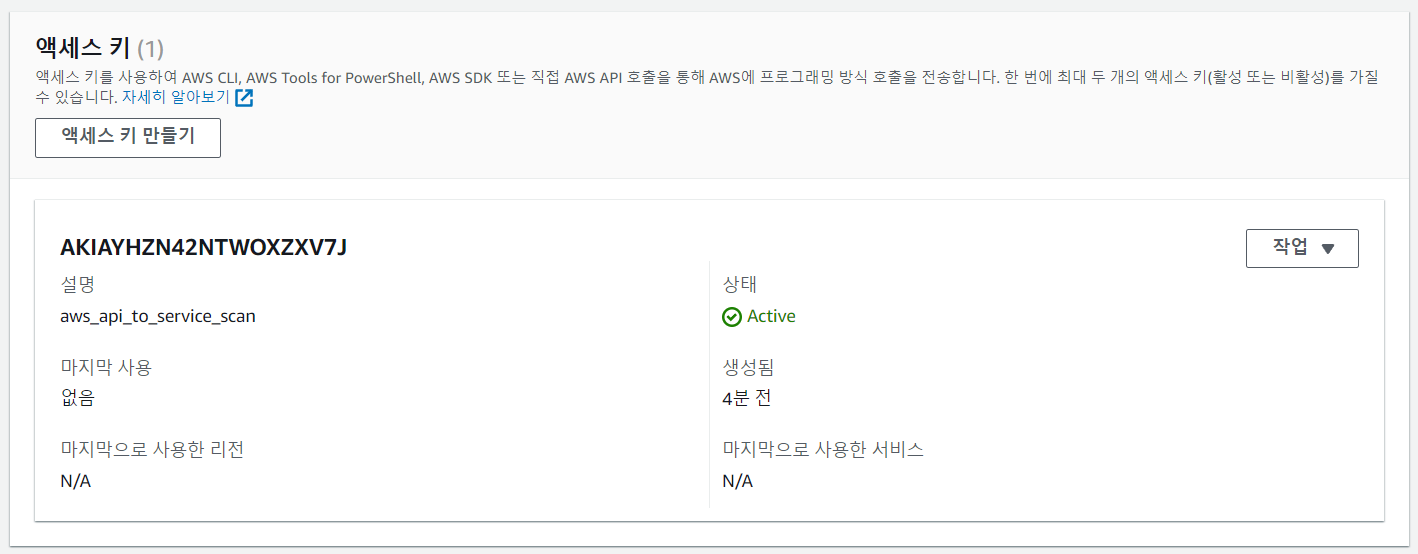 액세스 키 (1)
액세스 키를 사용하여 AWS CLI, AWS Tools for PowerShell, AWS SDK 또는 직접 AWS API 호출을 통해 AWS에 프로그래밍 방식 호출을 전송합니다. 한 번에 최대 두 개의 액세스 키(활성 또는 비활성)를 가질
수 있습니다. 자세히 알아보기
액세스 키 만들기
AKIAYHZN42NTWOXZXV7J
작업
설명
aws_api_to_service_scan
상태
Active
마지막 사용
없음
생성됨
4분 전
마지막으로 사용한 리전
N/A
마지막으로 사용한 서비스
N/A